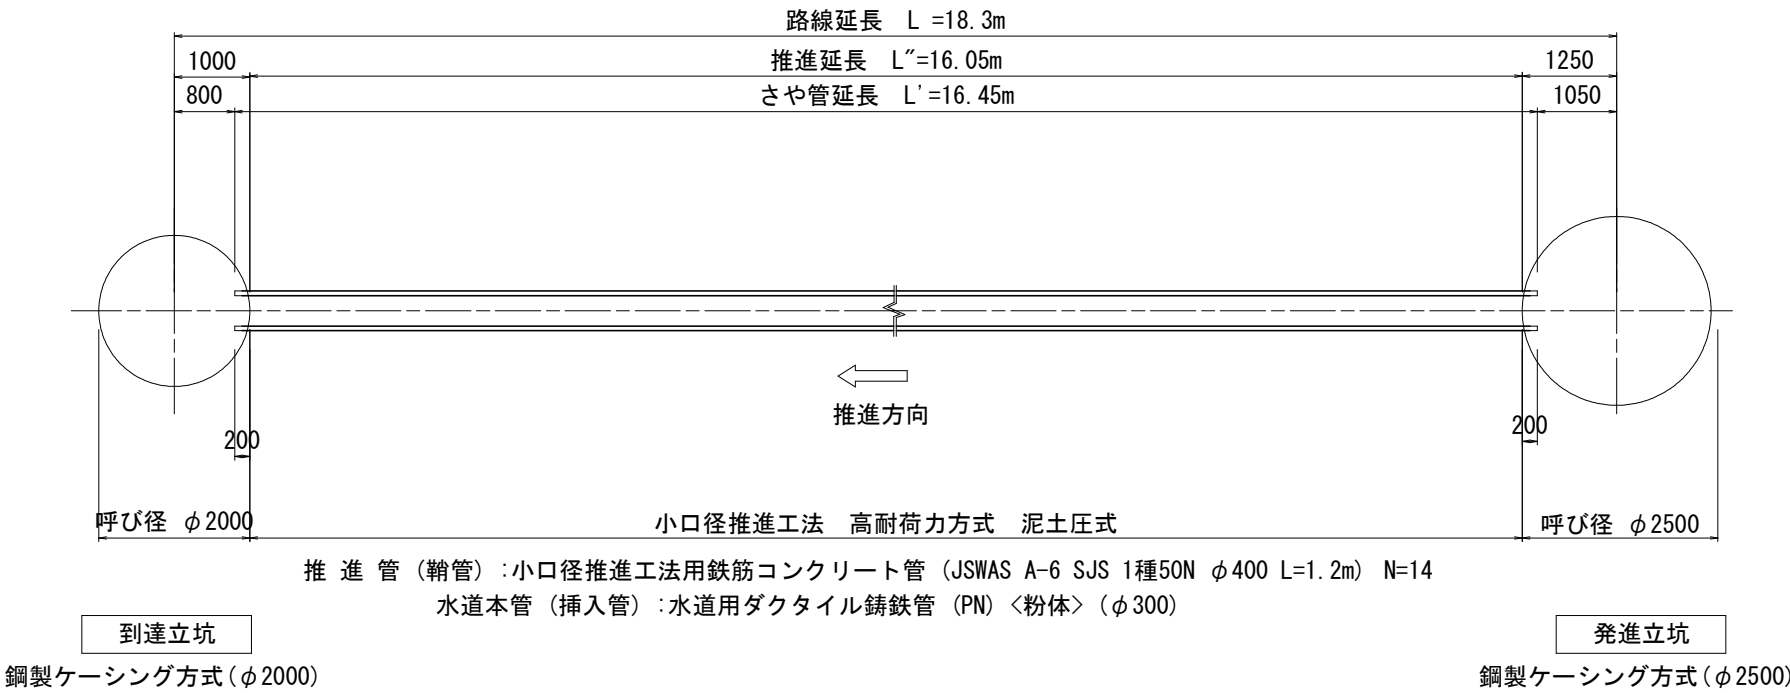 路線延長 L =18.3m
1000 推進延長 L″=16.05m 1250
800 さや管延長 L'=16.45m 1050
推進方向
200 200
呼び径 φ2000 小口径推進工法 高耐荷力方式 泥土圧式 呼び径 φ2500
推 進 管 (鞘管) :小口径推進工法用鉄筋コンクリート管 (JSWAS A-6 SJS 1種50N φ400 L=1.2m) N=14
水道本管 (挿入管) :水道用ダクタイル鋳鉄管 (PN) <粉体> (φ300)
到達立坑 発進立坑
鋼製ケーシング方式(φ2000) 鋼製ケーシング方式(φ2500)